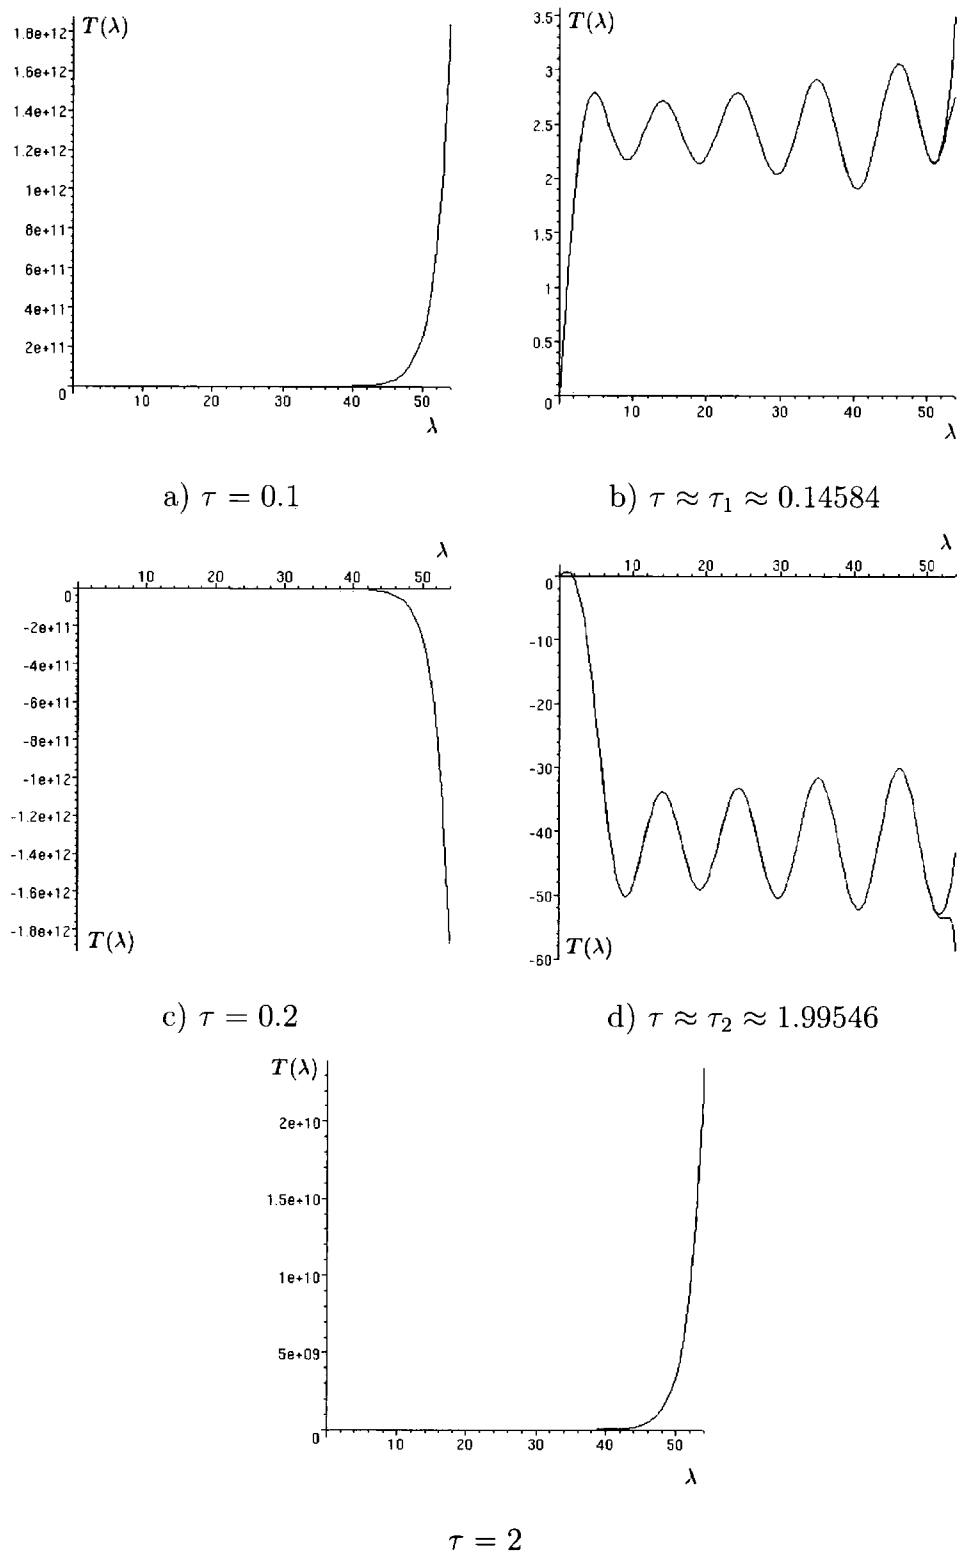 T(λ)
1.8e+12
1.6e+12
1.4e+12
1.2e+12
1e+12
8e+11
6e+11
4e+11
2e+11
0
10 20 30 40 50
λ
a) τ = 0.1
T(λ)
3.5
3
2.5
2
1.5
1
0.5
0
10 20 30 40 50
λ
b) τ ≈ τ₁ ≈ 0.14584
λ
10 20 30 40 50
0
-2e+11
-4e+11
-6e+11
-8e+11
-1e+12
-1.2e+12
-1.4e+12
-1.6e+12
-1.8e+12
T(λ)
c) τ = 0.2
λ
10 20 30 40 50
0
-10
-20
-30
-40
-50
-60
T(λ)
d) τ ≈ τ₂ ≈ 1.99546
T(λ)
2e+10
1.5e+10
1e+10
5e+09
0
10 20 30 40 50
λ
τ = 2